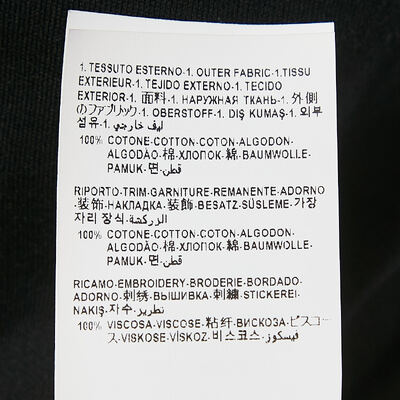 1. TESSUTO ESTERNO-1. OUTER FABRIC-1.TISSU
EXTERIEUR-1. TEJIDO EXTERNO-1. TECIDO
EXTERIOR-1. 面料-1. НАРУЖНАЯ ТКАНЬ-1. 外側
のファブリック-1. OBERSTOFF-1. DIŞ KUMAŞ-1. 외부
섬유-1. ليف خارجي
100% COTONE-COTTON-COTON-ALGODON-
ALGODÃO-棉-ХЛОПОК-綿-BAUMWOLLE-
PAMUK-면-قطن
RIPORTO-TRIM-GARNITURE-REMANENTE-ADORNO
-装饰-НАКЛАДКА-装飾-BESATZ-SÜSLEME-가장
자리 장식-الزركشة
100% COTONE-COTTON-COTON-ALGODON-
ALGODÃO-棉-ХЛОПОК-綿-BAUMWOLLE-
PAMUK-면-قطن
RICAMO-EMBROIDERY-BRODERIE-BORDADO-
ADORNO-刺绣-ВЫШИВКА-刺繍-STICKEREI-
NAKIŞ-자수-تطريز
100% VISCOSA-VISCOSE-粘纤-ВИСКОЗА-ビスコー
ス-VISKOSE-VİSKOZ-비스코스-فيسكوز